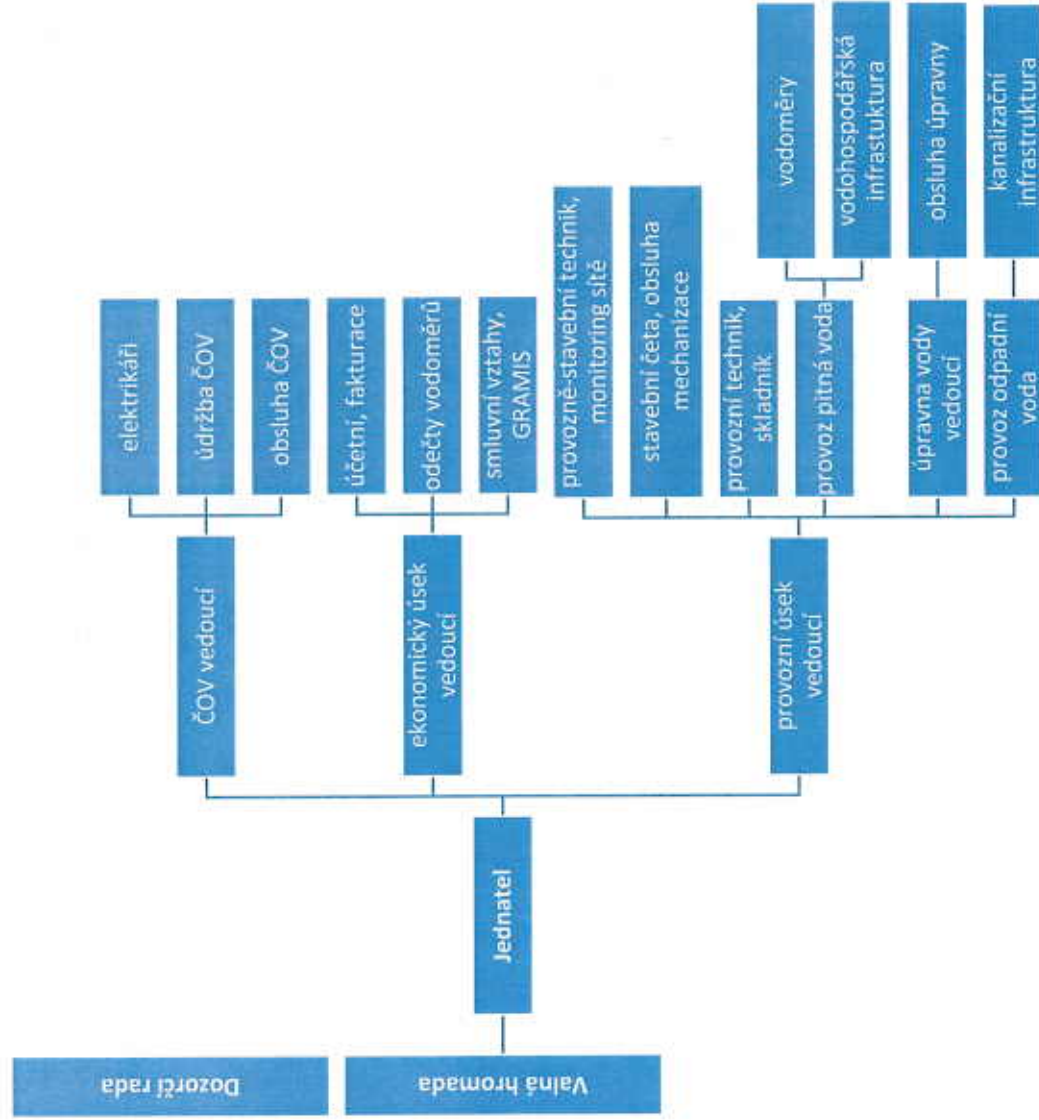 Dozorčí rada
Valná hromada
Jednatel
ČOV vedoucí
elektrikáři
údržba ČOV
obsluha ČOV
ekonomický úsek
vedoucí
účetní, fakturace
odečty vodoměrů
smluvní vztahy,
GRAMIS
provozní úsek
vedoucí
provozně-stavební technik,
monitoring sítě
stavební četa, obsluha
mechanizace
provozní technik,
skladník
provoz pitná voda
vodoměry
vodohospodářská
infrastuktura
úpravna vody
vedoucí
obsluha úpravny
provoz odpadní
voda
kanalizační
infrastruktura